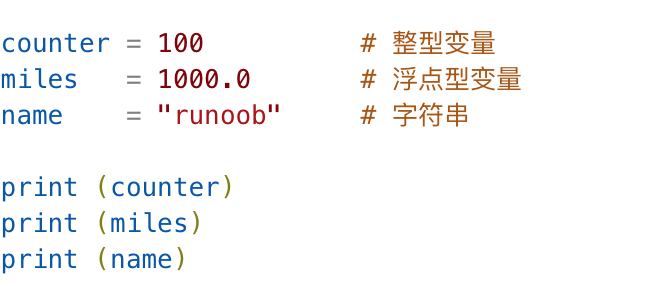 counter = 100          # 整型变量
miles   = 1000.0       # 浮点型变量
name    = "runoob"     # 字符串
print (counter)
print (miles)
print (name)